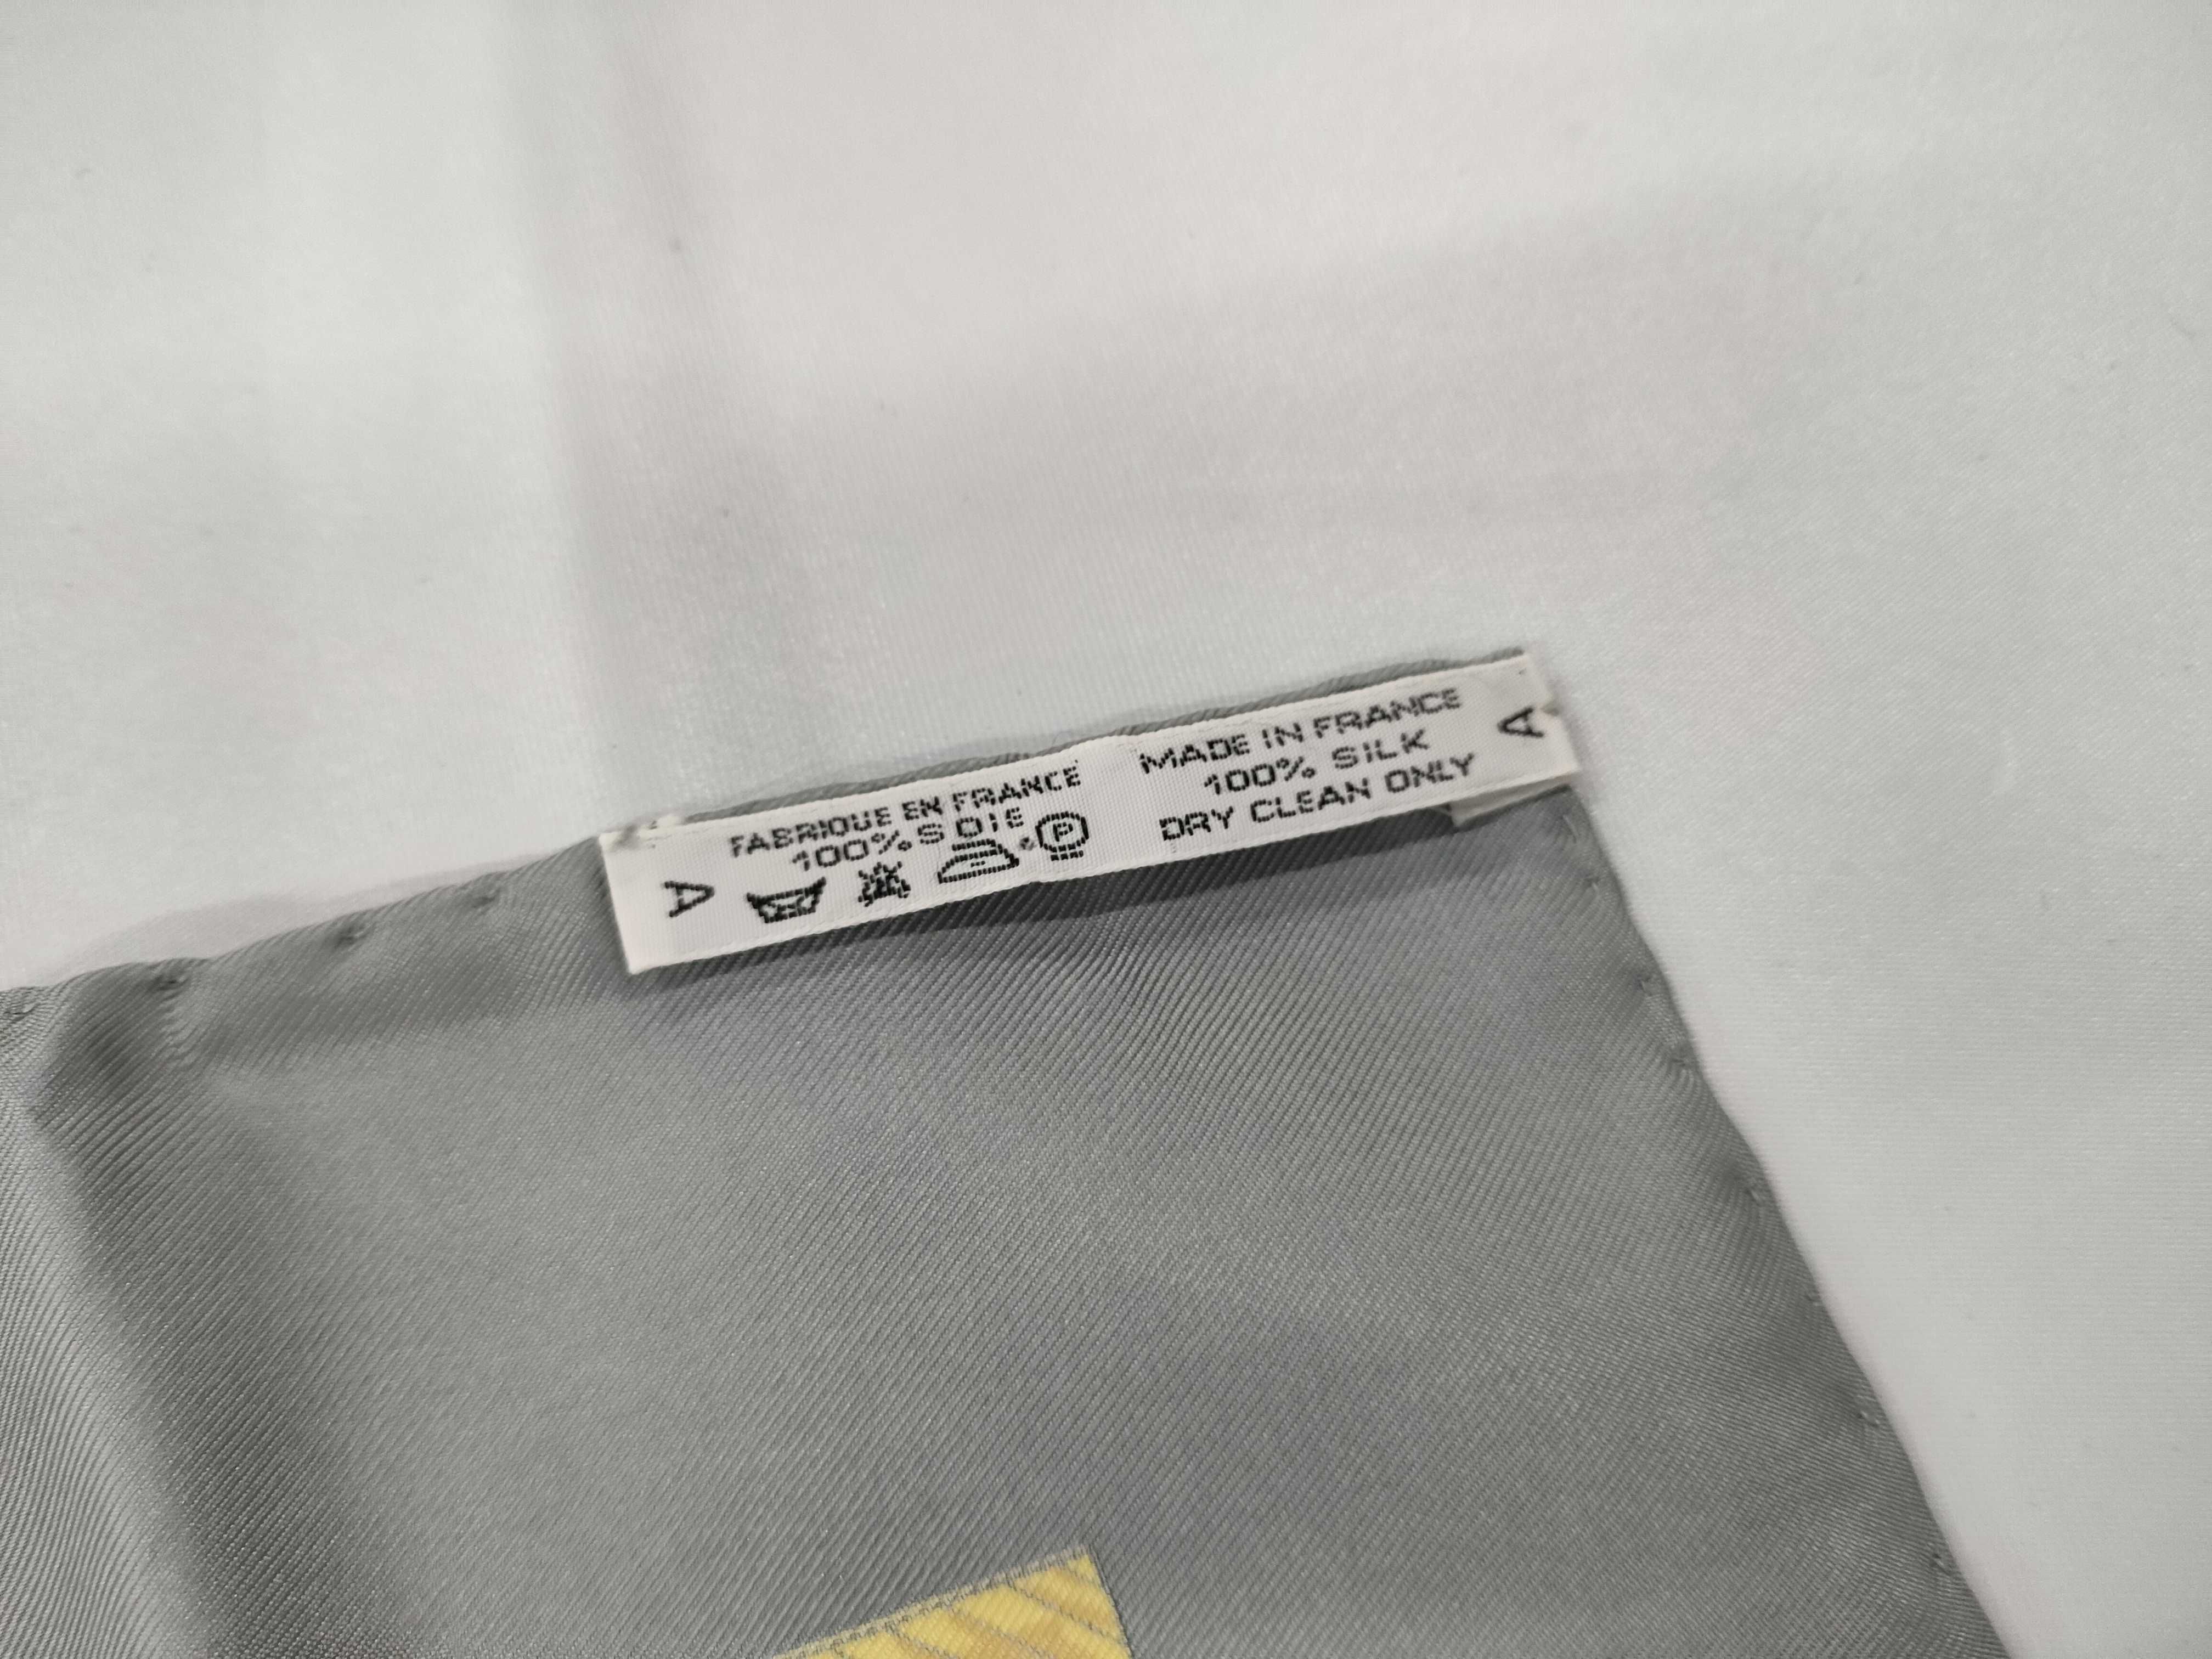 FABRIQUE EN FRANCE
100% SOIE
P
A
MADE IN FRANCE
100% SILK
DRY CLEAN ONLY
A